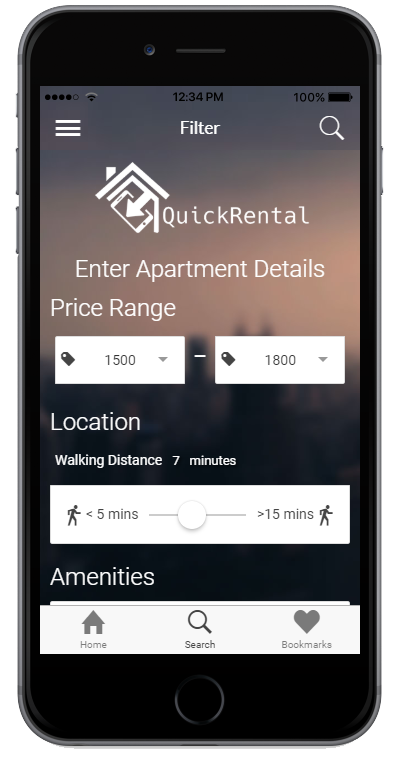 12:34 PM 100%
Filter
QuickRental
Enter Apartment Details
Price Range
1500 – 1800
Location
Walking Distance 7 minutes
< 5 mins >15 mins
Amenities
Home Search Bookmarks